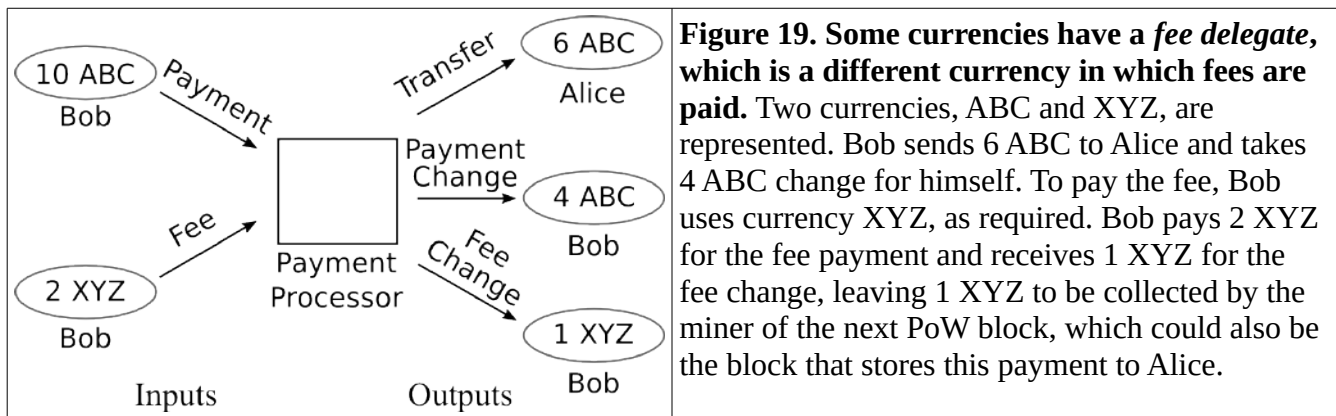 10 ABC
Bob
Payment
2 XYZ
Bob
Fee
Payment
Processor
Transfer
6 ABC
Alice
Payment
Change
4 ABC
Bob
Fee
Change
1 XYZ
Bob
Inputs
Outputs
Figure 19. Some currencies have a fee delegate,
which is a different currency in which fees are
paid. Two currencies, ABC and XYZ, are
represented. Bob sends 6 ABC to Alice and takes
4 ABC change for himself. To pay the fee, Bob
uses currency XYZ, as required. Bob pays 2 XYZ
for the fee payment and receives 1 XYZ for the
fee change, leaving 1 XYZ to be collected by the
miner of the next PoW block, which could also be
the block that stores this payment to Alice.